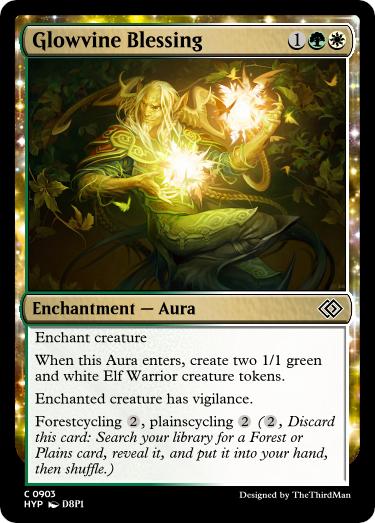 Glowvine Blessing 1
Enchantment — Aura
Enchant creature
When this Aura enters, create two 1/1 green
and white Elf Warrior creature tokens.
Enchanted creature has vigilance.
Forestcycling 2, plainscycling 2 (2, Discard
this card: Search your library for a Forest or
Plains card, reveal it, and put it into your hand,
then shuffle.)
C 0903
HYP D8P1
Designed by TheThirdMan